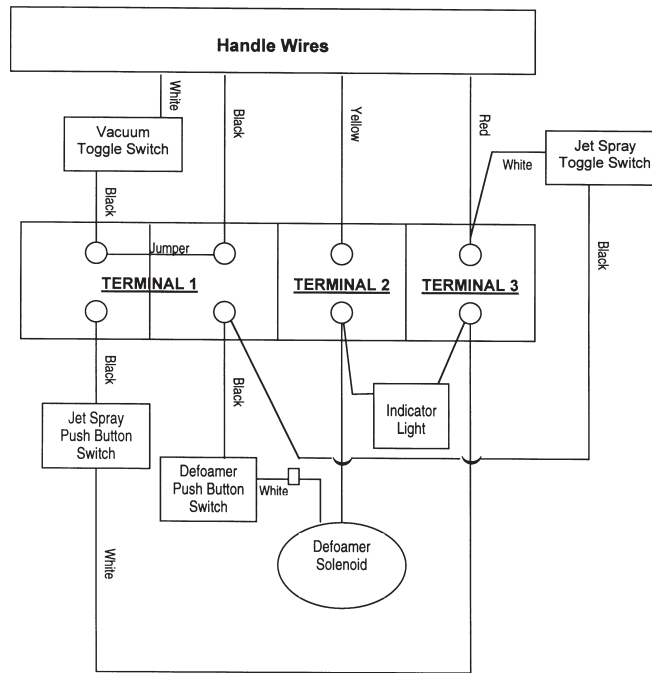 Handle Wires
White
Black
Yellow
Red
Vacuum
Toggle Switch
White
Jet Spray
Toggle Switch
Black
Black
Jumper
TERMINAL 1
TERMINAL 2
TERMINAL 3
Black
Black
Jet Spray
Push Button
Switch
Indicator
Light
Defoamer
Push Button
Switch
White
Defoamer
Solenoid
White